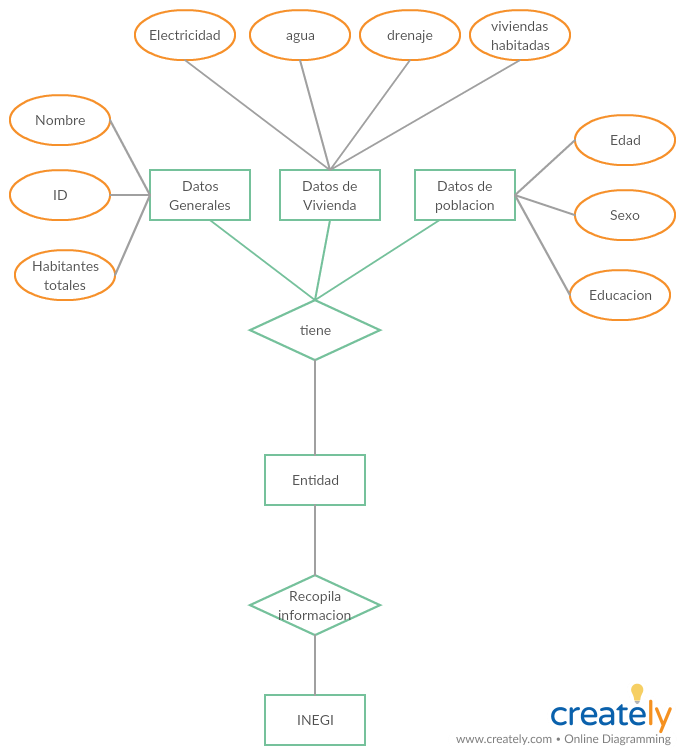 Electricidad
agua
drenaje
viviendas
habitadas
Nombre
Edad
Datos
Generales
Datos de
Vivienda
Datos de
poblacion
ID
Sexo
Habitantes
totales
Educacion
tiene
Entidad
Recopila
informacion
INEGI
creately
www.creately.com • Online Diagramming